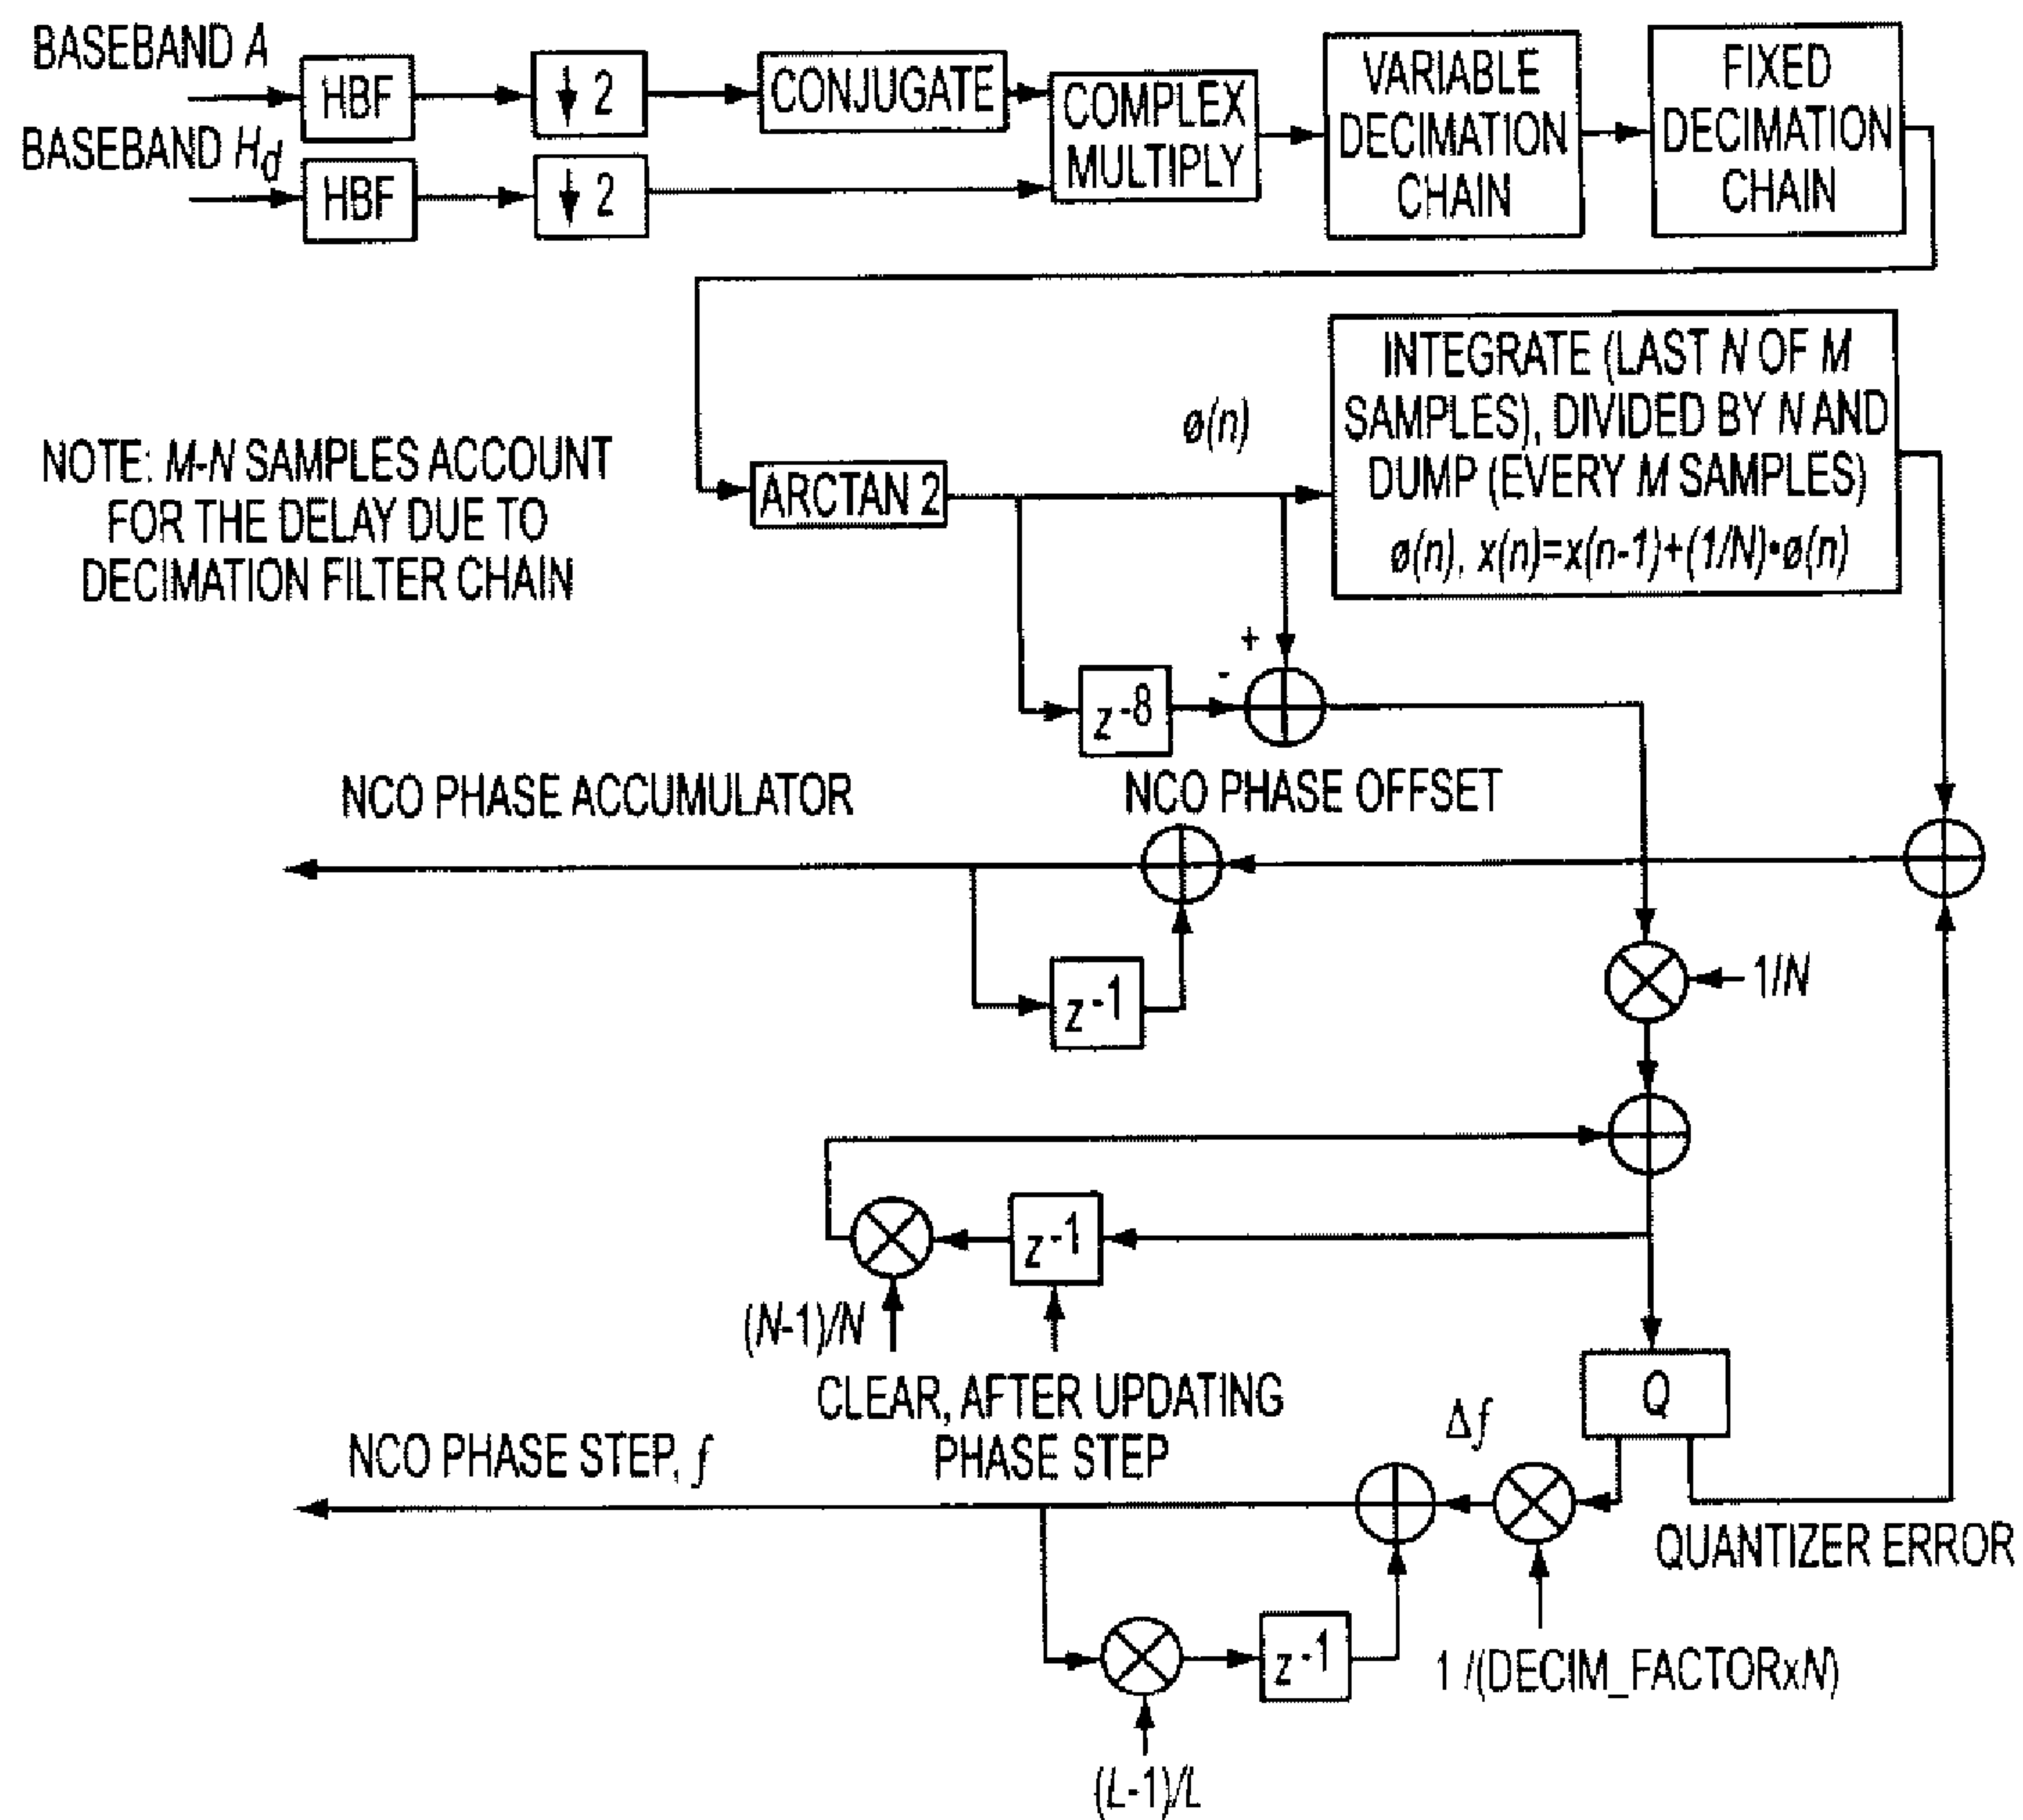 BASEBAND A
HBF
↓ 2
CONJUGATE
COMPLEX
MULTIPLY
VARIABLE
DECIMATION
CHAIN
FIXED
DECIMATION
CHAIN
BASEBAND Hd
HBF
↓ 2
NOTE: M-N SAMPLES ACCOUNT
FOR THE DELAY DUE TO
DECIMATION FILTER CHAIN
ARCTAN 2
ø(n)
INTEGRATE (LAST N OF M
SAMPLES), DIVIDED BY N AND
DUMP (EVERY M SAMPLES)
ø(n), x(n)=x(n-1)+(1/N)•ø(n)
+
-
z-8
NCO PHASE ACCUMULATOR
NCO PHASE OFFSET
z-1
1/N
z-1
(N-1)/N
CLEAR, AFTER UPDATING
PHASE STEP
Q
Δf
NCO PHASE STEP, f
QUANTIZER ERROR
z-1
1 /(DECIM_FACTORxN)
(L-1)/L